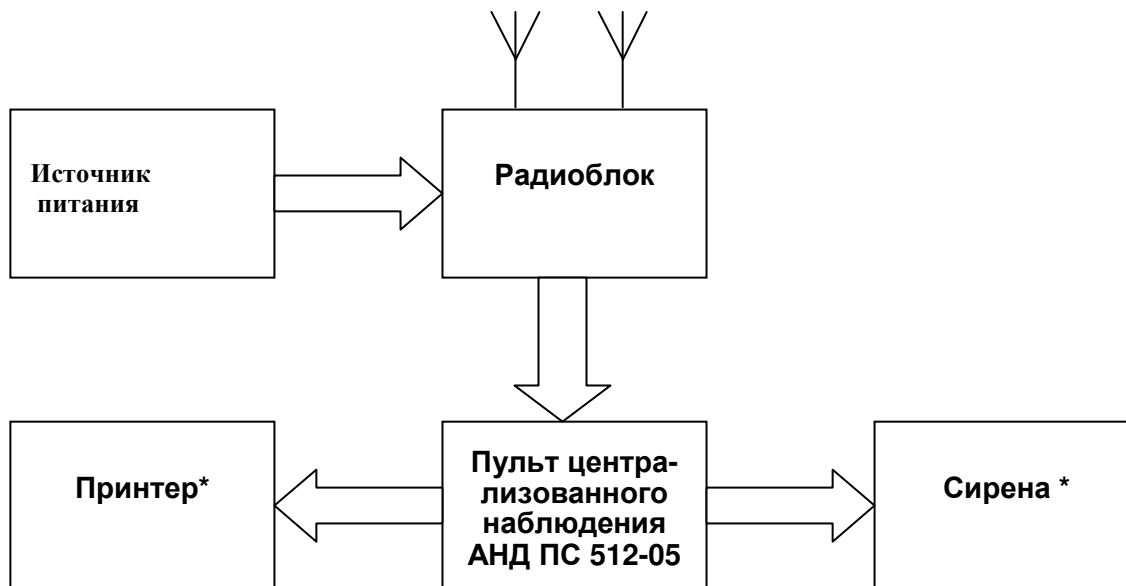 Источник
питания
Радиоблок
Принтер*
Пульт центра-
лизованного
наблюдения
АНД ПС 512-05
Сирена *